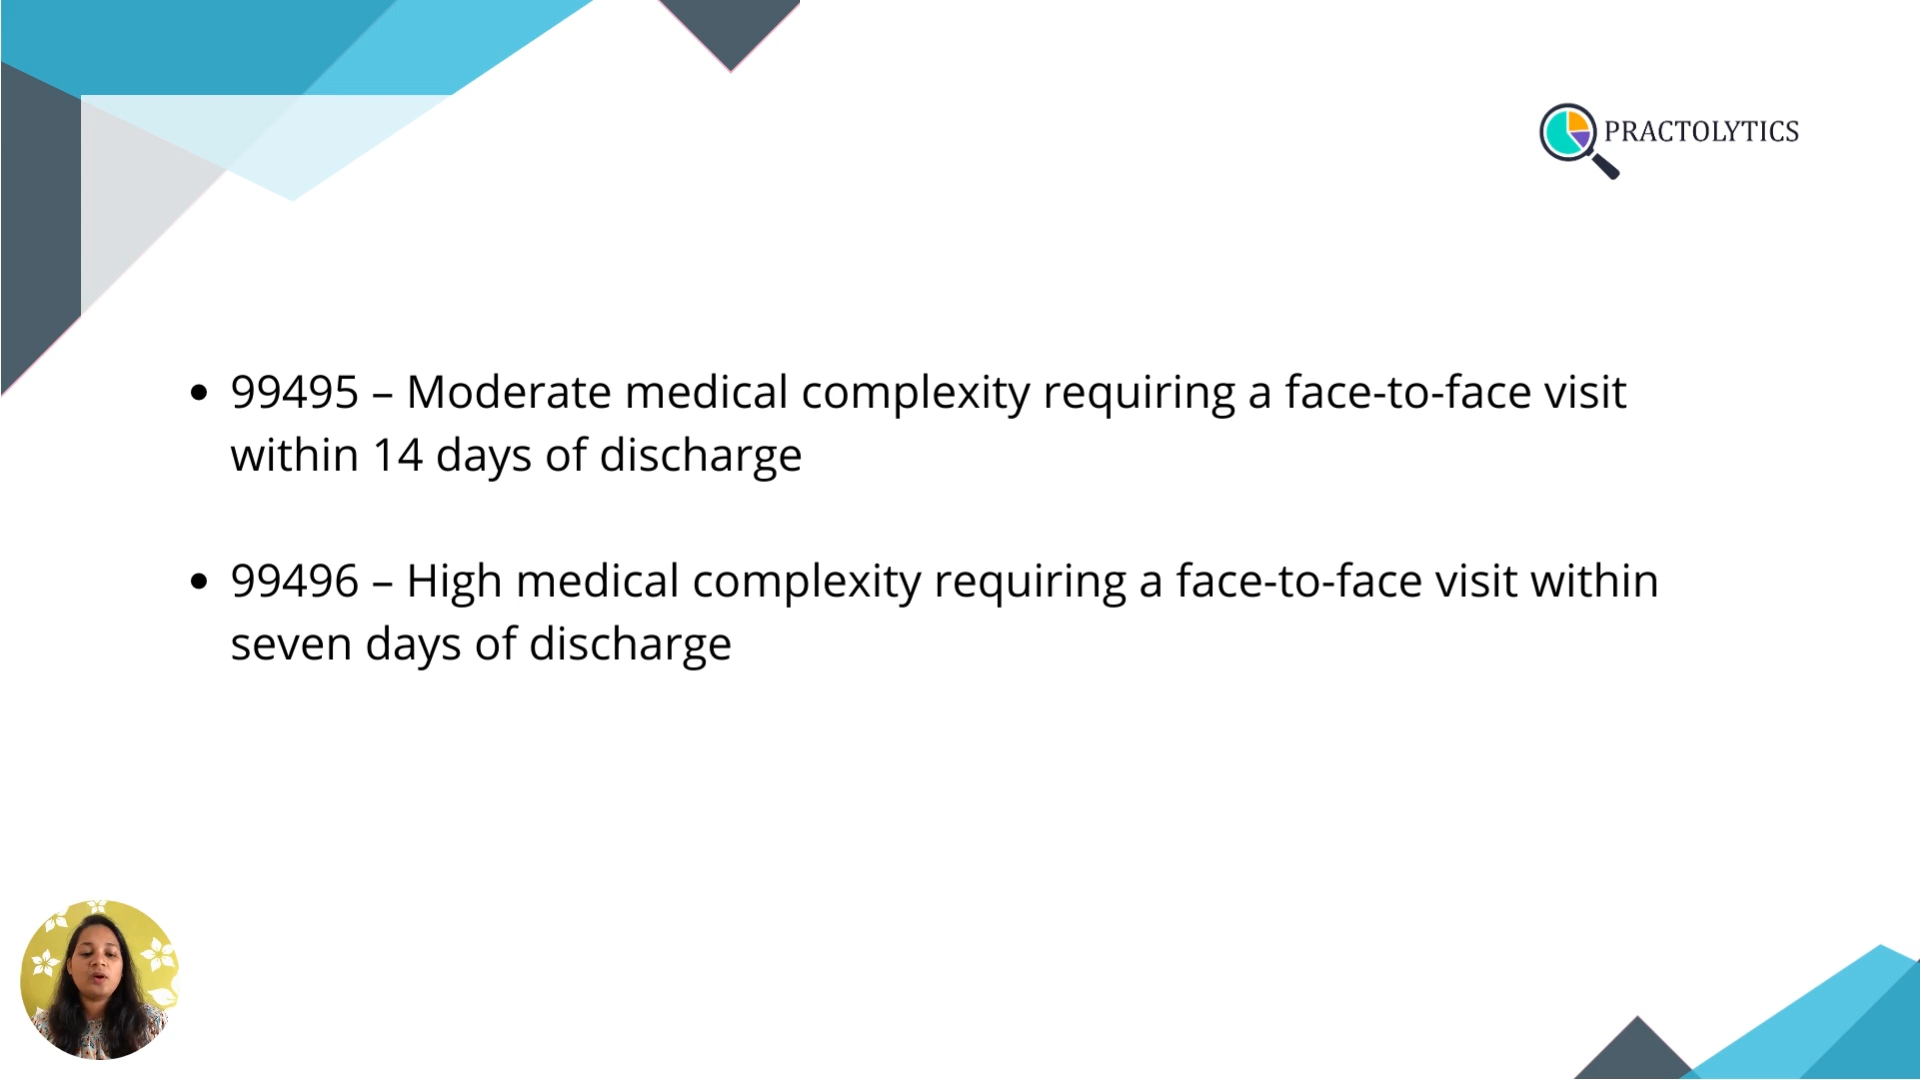 PRACTOLYTICS
• 99495 – Moderate medical complexity requiring a face-to-face visit
within 14 days of discharge
• 99496 – High medical complexity requiring a face-to-face visit within
seven days of discharge